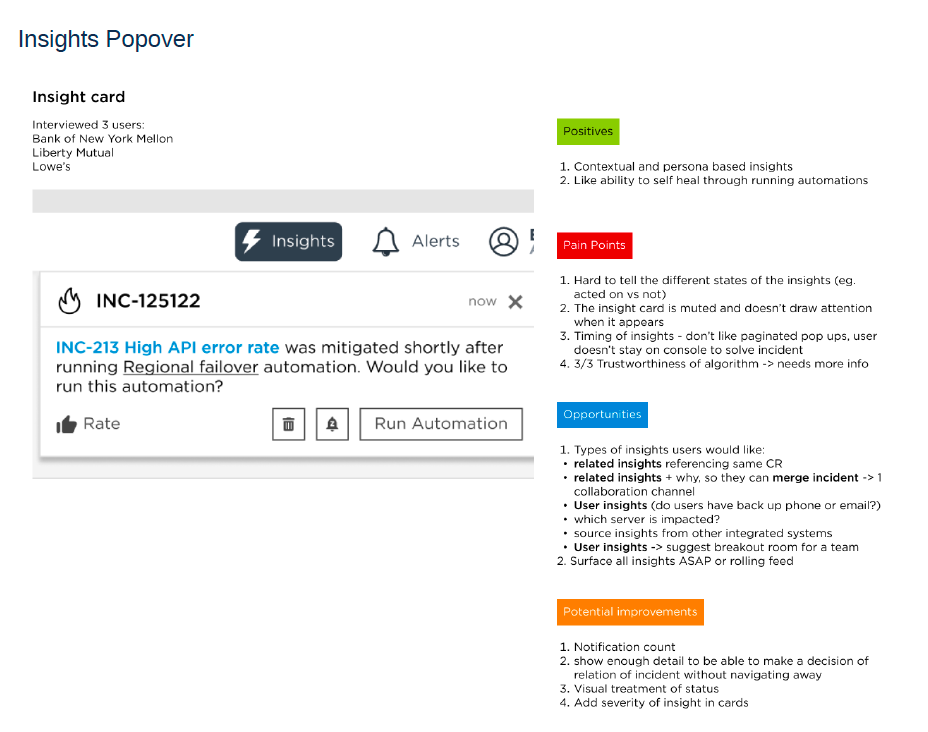 Insights Popover
Insight card
Interviewed 3 users:
Bank of New York Mellon
Liberty Mutual
Lowe's
Insights
Alerts
INC-125122
now
INC-213 High API error rate was mitigated shortly after
running Regional failover automation. Would you like to
run this automation?
Rate
Run Automation
Positives
1. Contextual and persona based insights
2. Like ability to self heal through running automations
Pain Points
1. Hard to tell the different states of the insights (eg.
acted on vs not)
2. The insight card is muted and doesn't draw attention
when it appears
3. Timing of insights - don't like paginated pop ups, user
doesn't stay on console to solve incident
4. 3/3 Trustworthiness of algorithm -> needs more info
Opportunities
1. Types of insights users would like:
• related insights referencing same CR
• related insights + why, so they can merge incident -> 1
collaboration channel
• User insights (do users have back up phone or email?)
• which server is impacted?
• source insights from other integrated systems
• User insights -> suggest breakout room for a team
2. Surface all insights ASAP or rolling feed
Potential improvements
1. Notification count
2. show enough detail to be able to make a decision of
relation of incident without navigating away
3. Visual treatment of status
4. Add severity of insight in cards